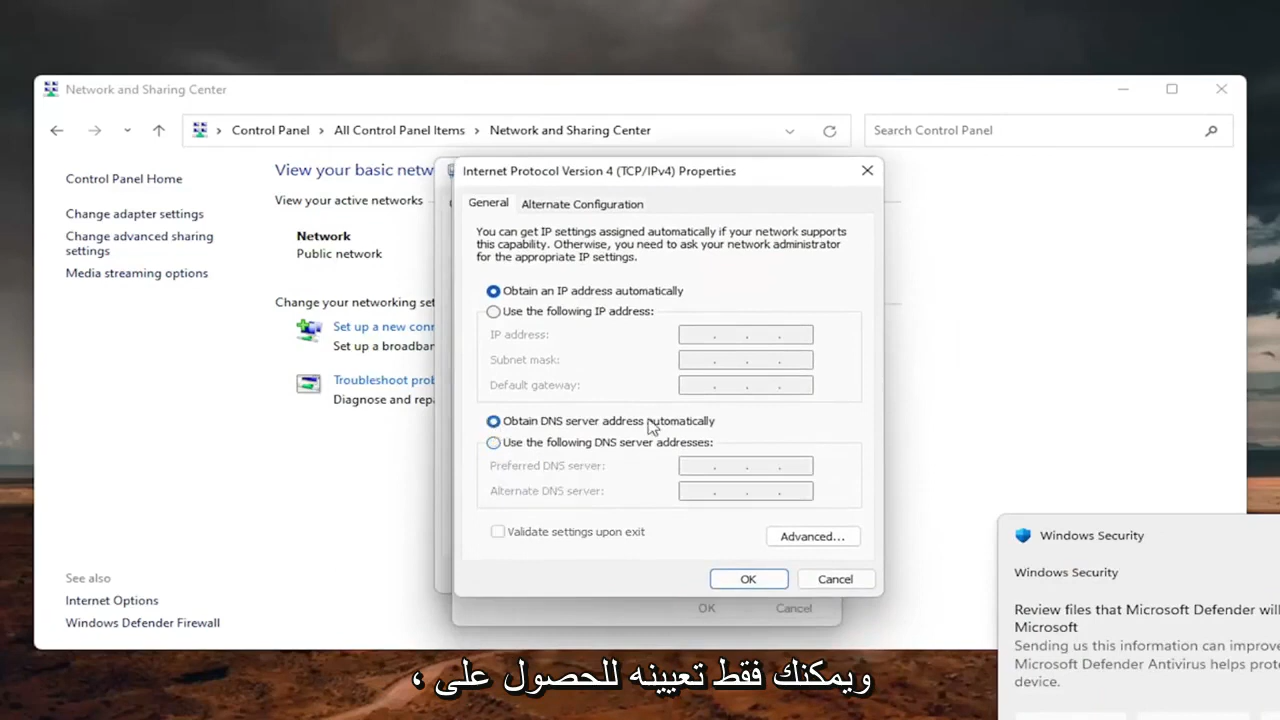 Network and Sharing Center
Control Panel > All Control Panel Items > Network and Sharing Center
Search Control Panel
Control Panel Home
Change adapter settings
Change advanced sharing
settings
Media streaming options
See also
Internet Options
Windows Defender Firewall
View your basic netw
View your active networks
Network
Public network
Change your networking set
Set up a new conn
Set up a broadbar
Troubleshoot prob
Diagnose and repa
Internet Protocol Version 4 (TCP/IPv4) Properties
General
Alternate Configuration
You can get IP settings assigned automatically if your network supports
this capability. Otherwise, you need to ask your network administrator
for the appropriate IP settings.
Obtain an IP address automatically
Use the following IP address:
IP address:
Subnet mask:
Default gateway:
Obtain DNS server address automatically
Use the following DNS server addresses:
Preferred DNS server:
Alternate DNS server:
Validate settings upon exit
Advanced...
OK
Cancel
OK
Cancel
Windows Security
Windows Security
Review files that Microsoft Defender wil
Microsoft
Sending us this information can improve
Microsoft Defender Antivirus helps prote
device.
ويمكنك فقط تعيينه للحصول على ،